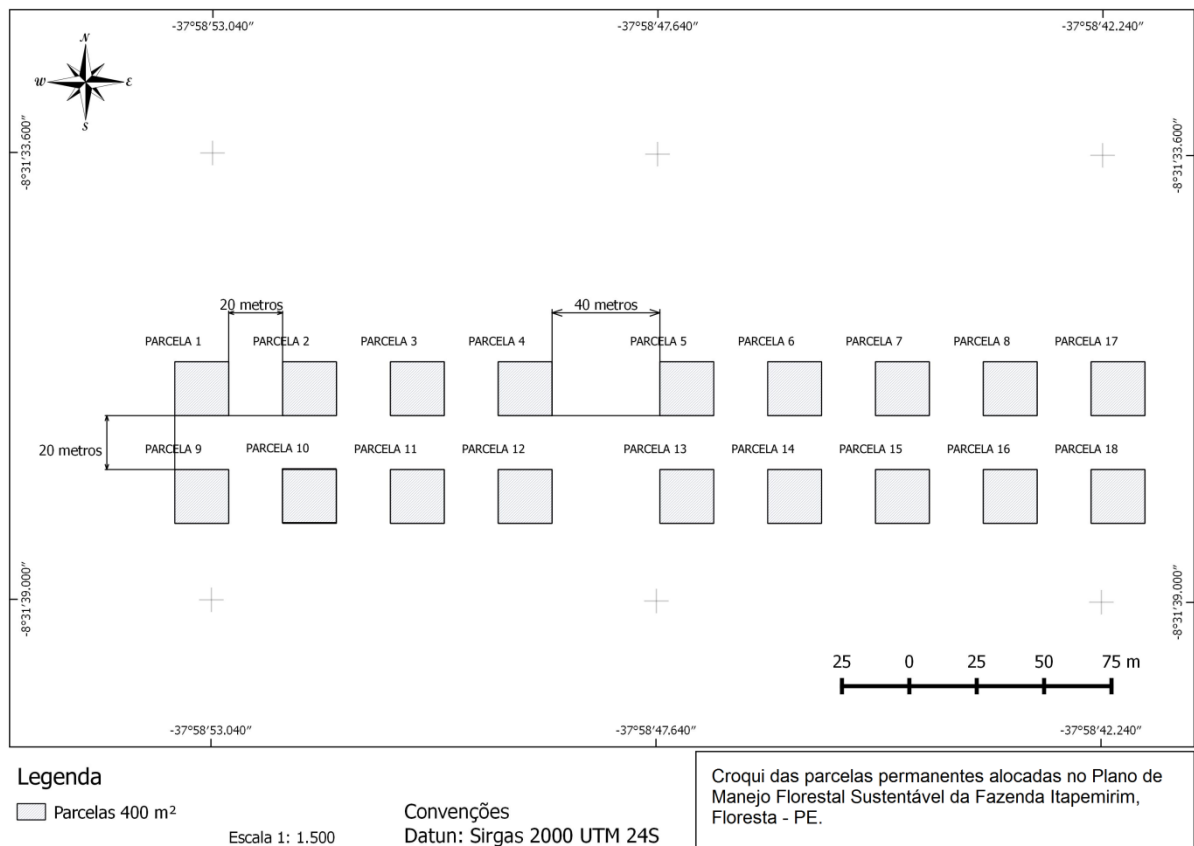 -37°58'53.040" -37°58'47.640" -37°58'42.240"
N
W E
S
-8°31'33.600" -8°31'33.600"
20 metros 40 metros
PARCELA 1 PARCELA 2 PARCELA 3 PARCELA 4 PARCELA 5 PARCELA 6 PARCELA 7 PARCELA 8 PARCELA 17
20 metros
PARCELA 9 PARCELA 10 PARCELA 11 PARCELA 12 PARCELA 13 PARCELA 14 PARCELA 15 PARCELA 16 PARCELA 18
-8°31'39.000" -8°31'39.000"
25 0 25 50 75 m
-37°58'53.040" -37°58'47.640" -37°58'42.240"
Legenda
Parcelas 400 m²
Escala 1: 1.500
Convenções
Datun: Sirgas 2000 UTM 24S
Croqui das parcelas permanentes alocadas no Plano de
Manejo Florestal Sustentável da Fazenda Itapemirim,
Floresta - PE.